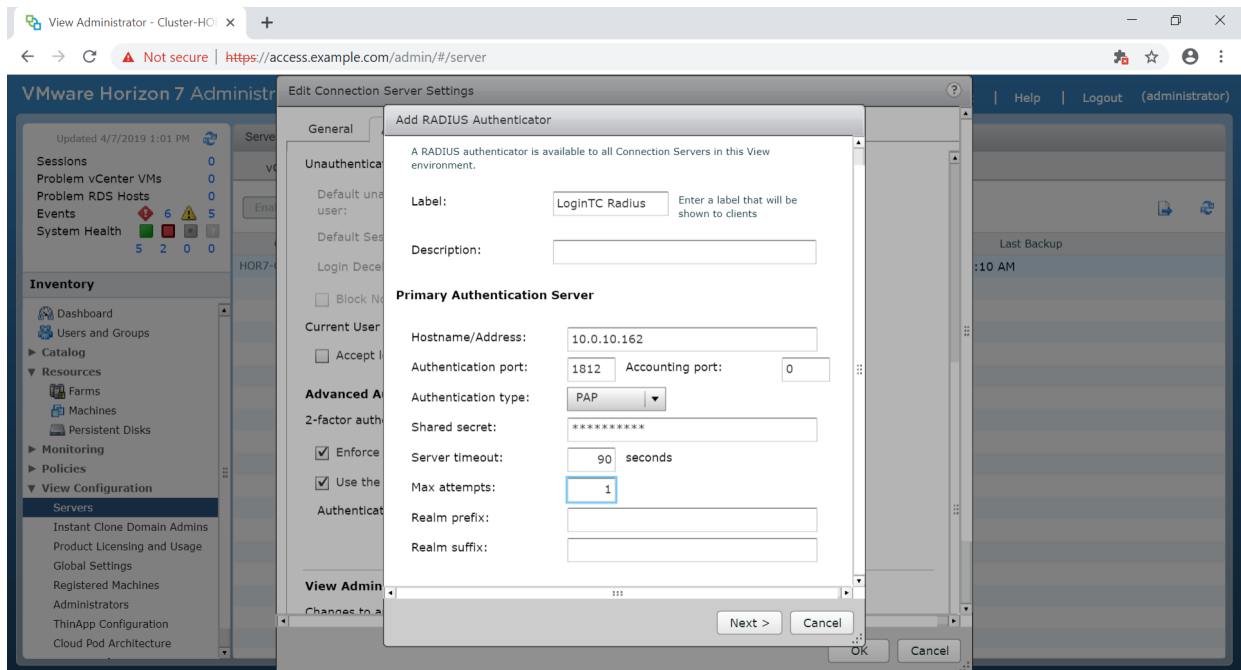 View Administrator - Cluster-HO
Not secure | https://access.example.com/admin/#/server
VMware Horizon 7 Administr
Help | Logout (administrator)
Updated 4/7/2019 1:01 PM
Sessions 0
Problem vCenter VMs 0
Problem RDS Hosts 0
Events 6 5
System Health
5 2 0 0
Inventory
Dashboard
Users and Groups
Catalog
Resources
Farms
Machines
Persistent Disks
Monitoring
Policies
View Configuration
Servers
Instant Clone Domain Admins
Product Licensing and Usage
Global Settings
Registered Machines
Administrators
ThinApp Configuration
Cloud Pod Architecture
Serve
Ena
Last Backup
HOR7-
:10 AM
Edit Connection Server Settings
General
Unauthentica
Default una
user:
Default Ses
Login Dece
Block No
Current User
Accept l
Advanced A
2-factor auth
Enforce
Use the
Authenticat
View Admin
Changes to a
OK Cancel
Add RADIUS Authenticator
A RADIUS authenticator is available to all Connection Servers in this View
environment.
Label: LoginTC Radius Enter a label that will be
shown to clients
Description:
Primary Authentication Server
Hostname/Address: 10.0.10.162
Authentication port: 1812 Accounting port: 0
Authentication type: PAP
Shared secret: **********
Server timeout: 90 seconds
Max attempts: 1
Realm prefix:
Realm suffix:
Next > Cancel